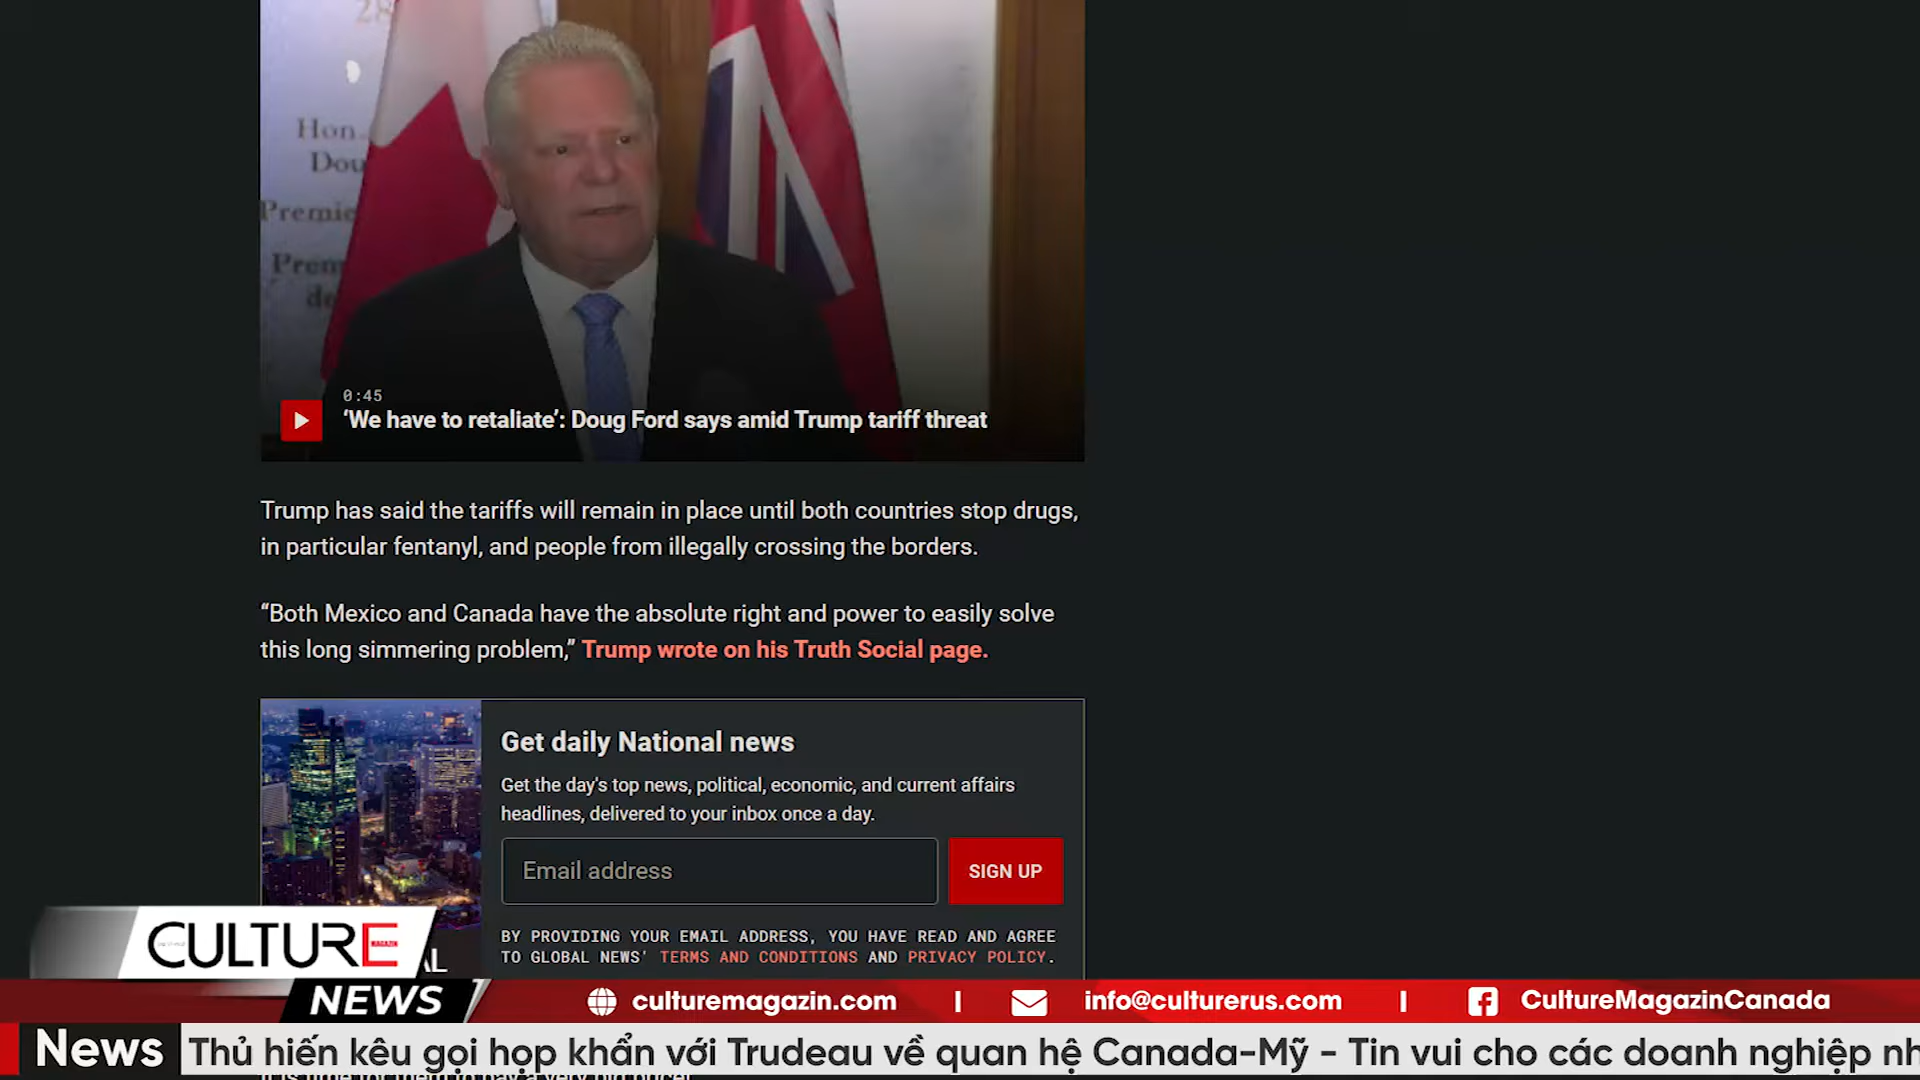 28
Hon.
Dou
Premie
Prem
de
0:45
‘We have to retaliate’: Doug Ford says amid Trump tariff threat
Trump has said the tariffs will remain in place until both countries stop drugs,
in particular fentanyl, and people from illegally crossing the borders.
“Both Mexico and Canada have the absolute right and power to easily solve
this long simmering problem,” Trump wrote on his Truth Social page.
Get daily National news
Get the day's top news, political, economic, and current affairs
headlines, delivered to your inbox once a day.
Email address
SIGN UP
BY PROVIDING YOUR EMAIL ADDRESS, YOU HAVE READ AND AGREE
TO GLOBAL NEWS' TERMS AND CONDITIONS AND PRIVACY POLICY.
CULTURE
MAGAZIN
AL
NEWS
culturemagazin.com | info@culturerus.com | CultureMagazinCanada
News
Thủ hiến kêu gọi họp khẩn với Trudeau về quan hệ Canada-Mỹ - Tin vui cho các doanh nghiệp nh